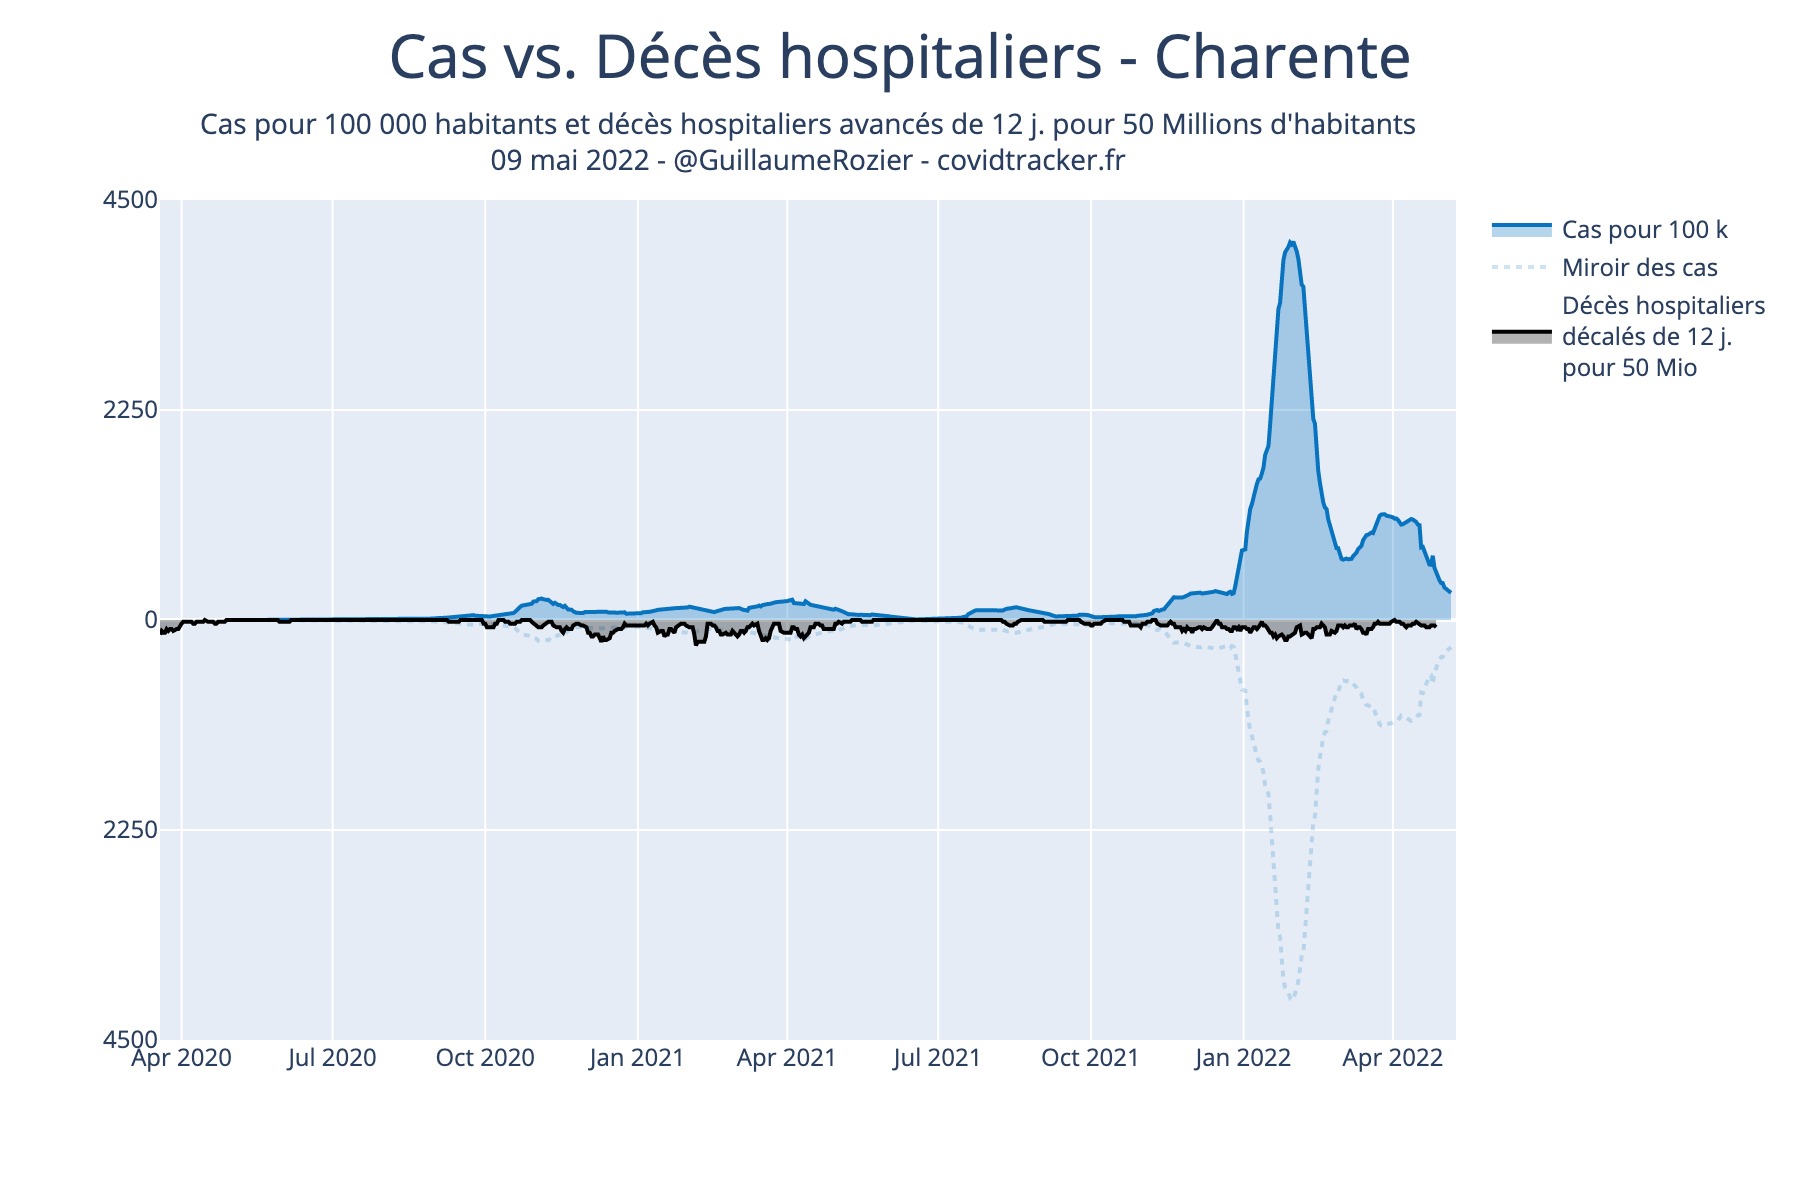 Cas vs. Décès hospitaliers - Charente
Cas pour 100 000 habitants et décès hospitaliers avancés de 12 j. pour 50 Millions d'habitants
09 mai 2022 - @GuillaumeRozier - covidtracker.fr
4500
2250
0
2250
4500
Apr 2020
Jul 2020
Oct 2020
Jan 2021
Apr 2021
Jul 2021
Oct 2021
Jan 2022
Apr 2022
Cas pour 100 k
Miroir des cas
Décès hospitaliers
décalés de 12 j.
pour 50 Mio